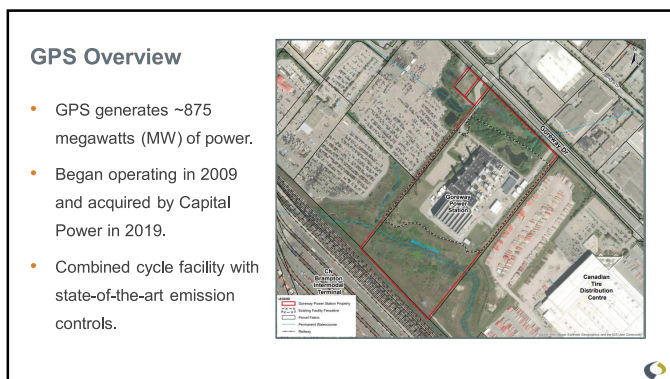 GPS Overview
• GPS generates ~875
megawatts (MW) of power.
• Began operating in 2009
and acquired by Capital
Power in 2019.
• Combined cycle facility with
state-of-the-art emission
controls.
Goreway Dr
Goreway
Power
Station
CN
Brampton
Intermodal
Terminal
Canadian
Tire
Distribution
Centre
LEGEND
Goreway Power Station Property
Existing Facility Fenceline
Parcel Fabric
Permanent Watercourse
Railway